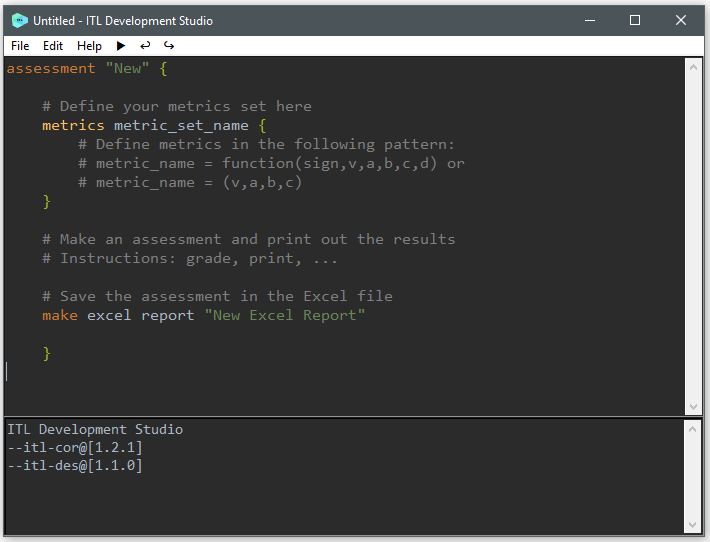 Untitled - ITL Development Studio
File Edit Help
assessment "New" {
# Define your metrics set here
metrics metric_set_name {
# Define metrics in the following pattern:
# metric_name = function(sign,v,a,b,c,d) or
# metric_name = (v,a,b,c)
}
# Make an assessment and print out the results
# Instructions: grade, print, ...
# Save the assessment in the Excel file
make excel report "New Excel Report"
}
ITL Development Studio
--itl-cor@[1.2.1]
--itl-des@[1.1.0]